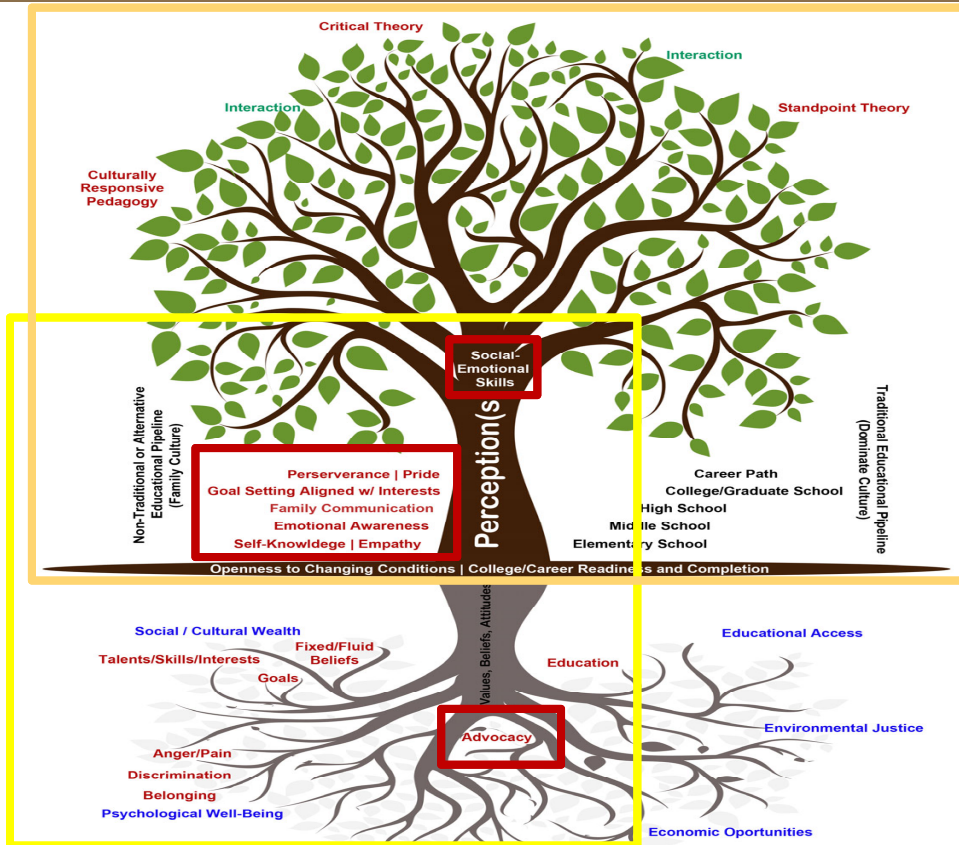 Critical Theory
Interaction
Interaction
Standpoint Theory
Culturally
Responsive
Pedagogy
Social-
Emotional
Skills
Perception(s
Non-Traditional or Alternative
Educational Pipeline
(Family Culture)
Traditional Educational Pipeline
(Dominate Culture)
Perserverance | Pride
Goal Setting Aligned w/ Interests
Family Communication
Emotional Awareness
Self-Knowldege | Empathy
Career Path
College/Graduate School
High School
Middle School
Elementary School
Openness to Changing Conditions | College/Career Readiness and Completion
Values, Beliefs, Attitudes
Social / Cultural Wealth
Fixed/Fluid
Beliefs
Talents/Skills/Interests
Goals
Education
Educational Access
Advocacy
Environmental Justice
Anger/Pain
Discrimination
Belonging
Psychological Well-Being
Economic Oportunities